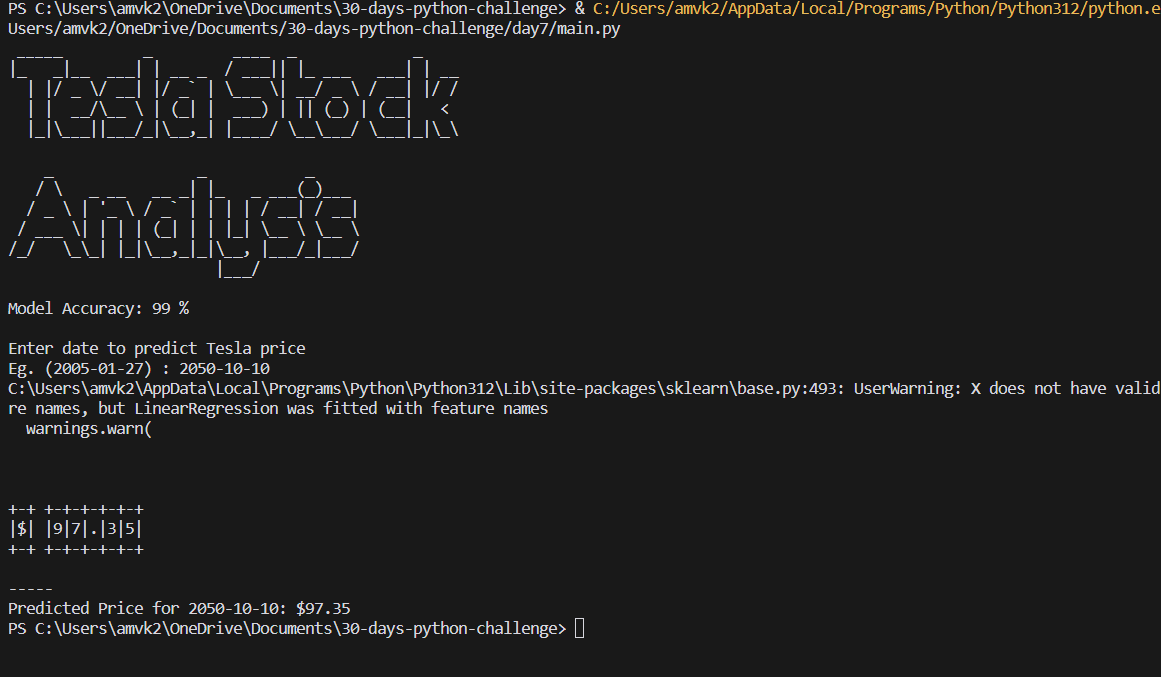 PS C:\Users\amvk2\OneDrive\Documents\30-days-python-challenge> & C:/Users/amvk2/AppData/Local/Programs/Python/Python312/python.e
Users/amvk2/OneDrive/Documents/30-days-python-challenge/day7/main.py
Tesla Stock
Analysis
Model Accuracy: 99 %
Enter date to predict Tesla price
Eg. (2005-01-27) : 2050-10-10
C:\Users\amvk2\AppData\Local\Programs\Python\Python312\Lib\site-packages\sklearn\base.py:493: UserWarning: X does not have valid
re names, but LinearRegression was fitted with feature names
warnings.warn(
+-+ +-+-+-+-+-+
|$| |9|7|.|3|5|
+-+ +-+-+-+-+-+
-----
Predicted Price for 2050-10-10: $97.35
PS C:\Users\amvk2\OneDrive\Documents\30-days-python-challenge>